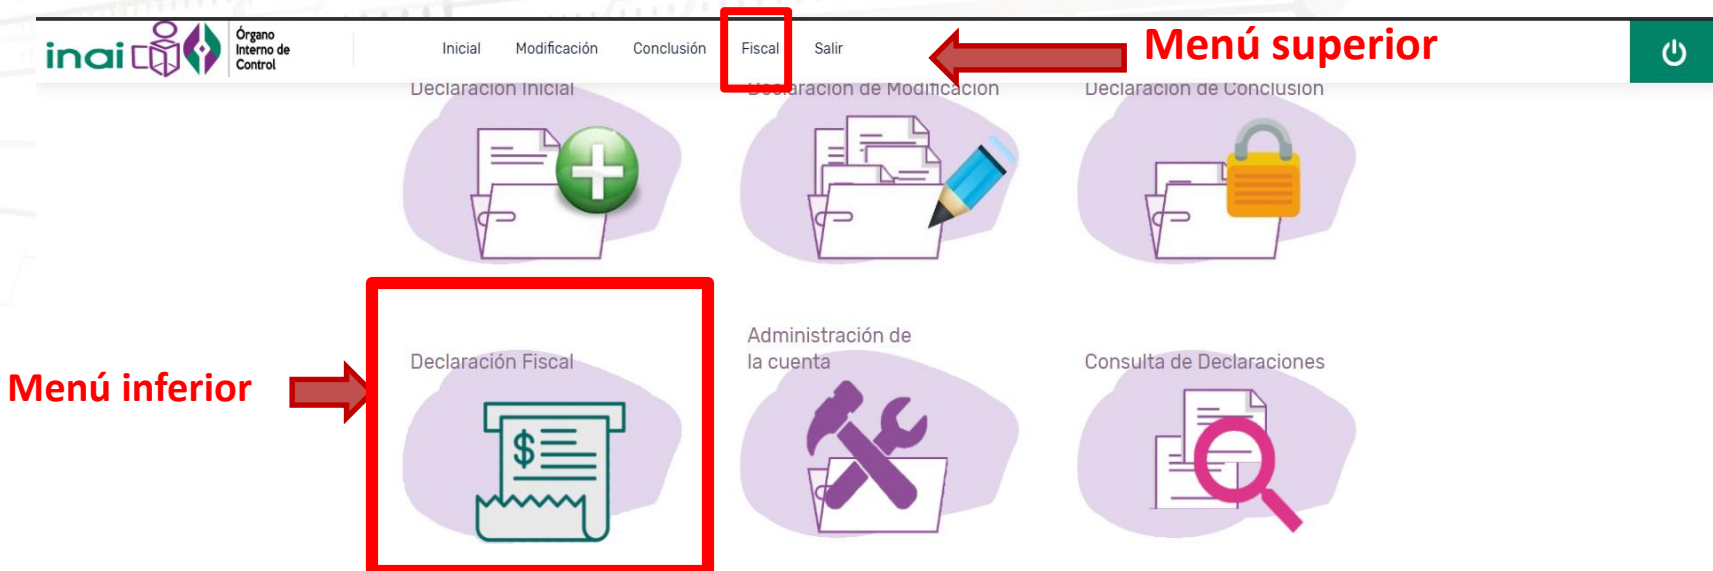 inai
Órgano
Interno de
Control
Inicial Modificación Conclusión Fiscal Salir
Menú superior
Declaración Inicial
Declaración de Modificación
Declaración de Conclusión
Menú inferior
Declaración Fiscal
$
Administración de
la cuenta
Consulta de Declaraciones